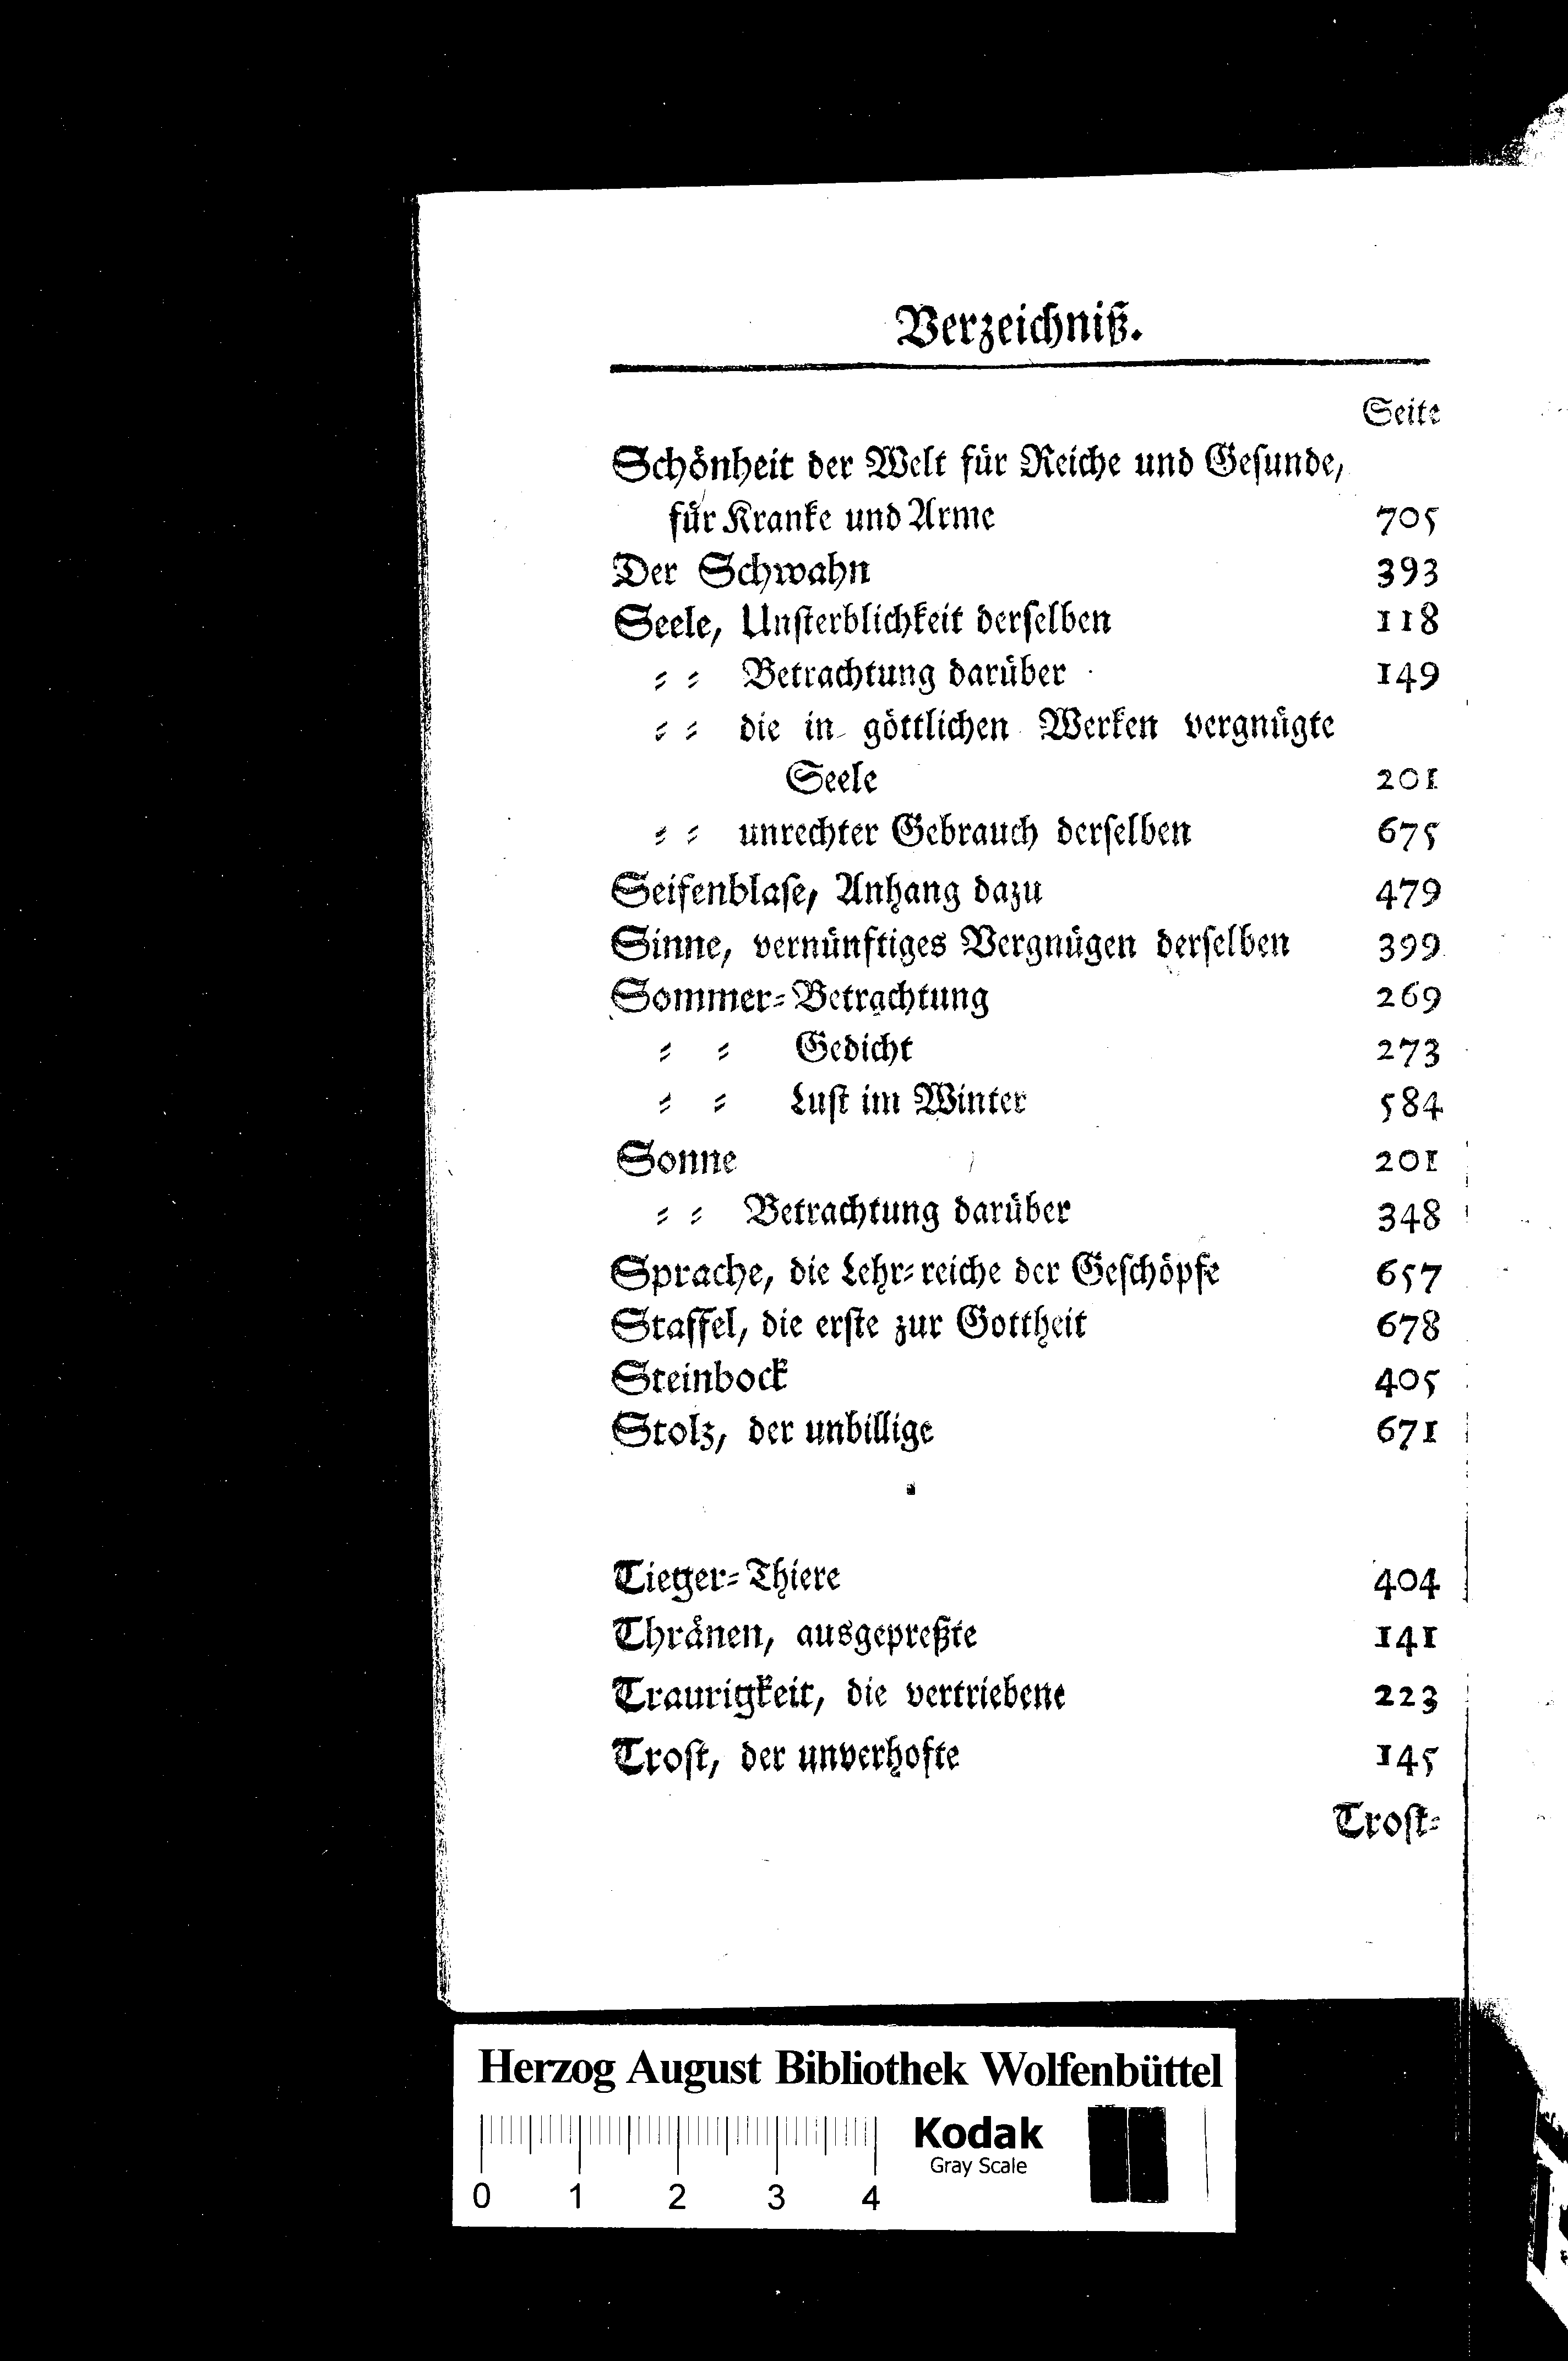 Verzeichniß.
Seite
Schönheit der Welt für Reiche und Gesunde,
für Kranke und Arme 705
Der Schwahn 393
Seele, Unsterblichkeit derselben 118
= = Betrachtung darüber 149
= = die in göttlichen Werken vergnügte
Seele 201
= = unrechter Gebrauch derselben 675
Seifenblase, Anhang dazu 479
Sinne, vernünftiges Vergnügen derselben 399
Sommer=Betrachtung 269
= = Gedicht 273
= = Lust im Winter 584
Sonne 201
= = Betrachtung darüber 348
Sprache, die Lehr=reiche der Geschöpfe 657
Staffel, die erste zur Gottheit 678
Steinbock 405
Stolz, der unbillige 671
Tieger=Thiere 404
Thränen, ausgepreßte 141
Traurigkeit, die vertriebene 223
Trost, der unverhofte 145
Trost=
Herzog August Bibliothek Wolfenbüttel
Kodak
Gray Scale
0 1 2 3 4